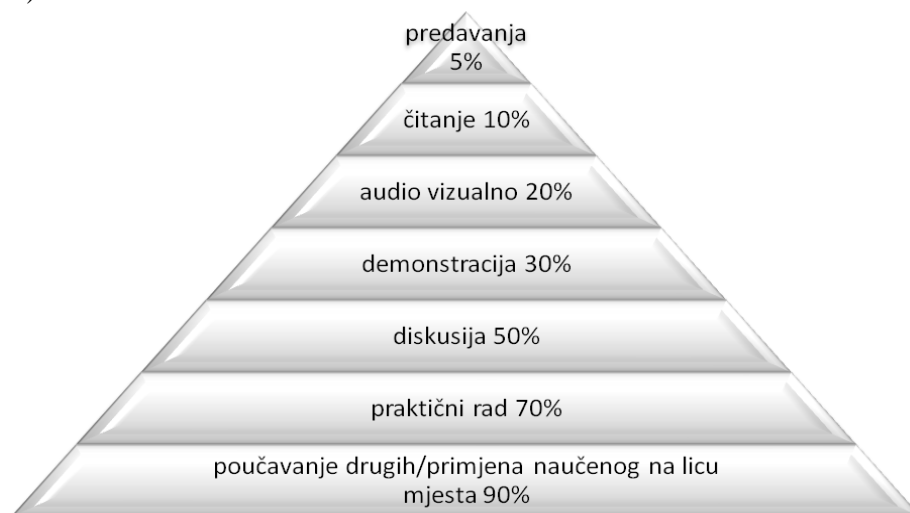 predavanja
5%
čitanje 10%
audio vizualno 20%
demonstracija 30%
diskusija 50%
praktični rad 70%
poučavanje drugih/primjena naučenog na licu
mjesta 90%